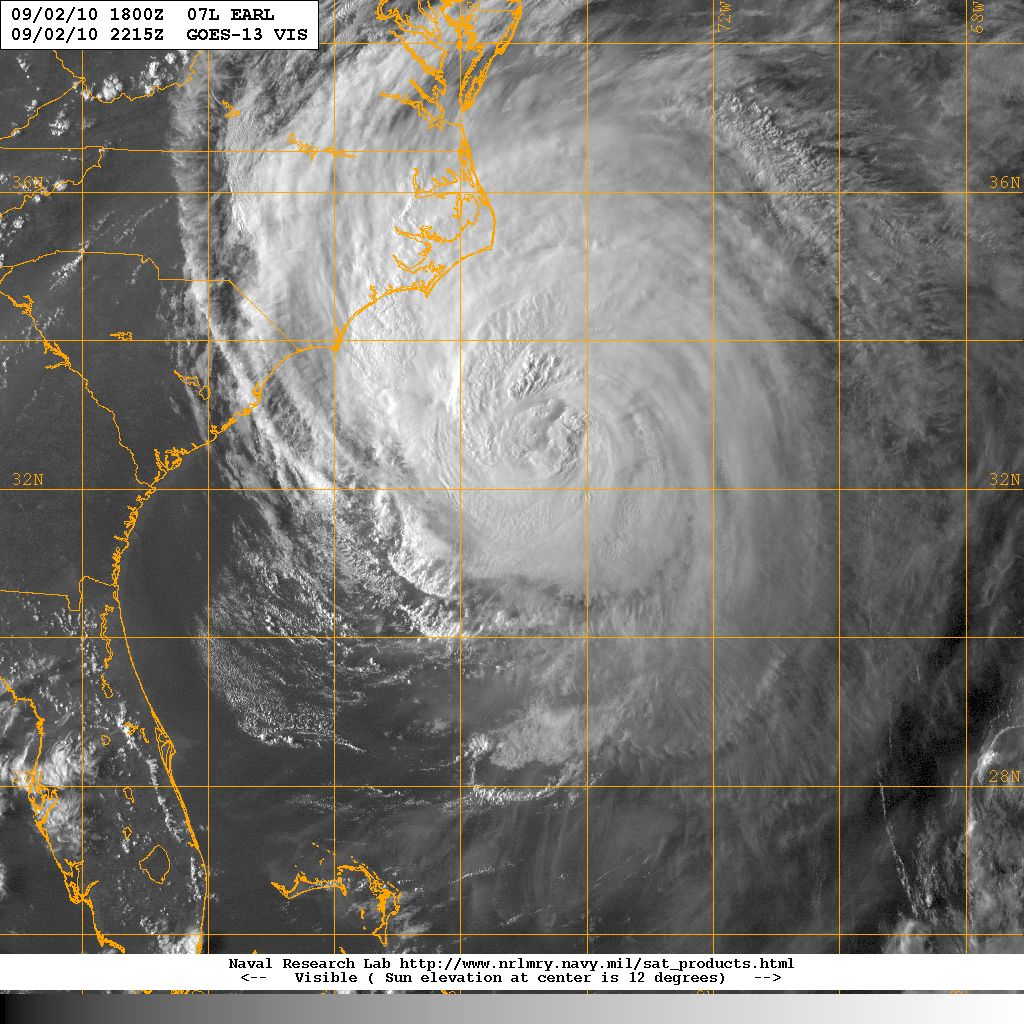 09/02/10 1800Z 07L EARL
09/02/10 2215Z GOES-13 VIS
72W
68W
36N 36N
32N 32N
28N 28N
Naval Research Lab http://www.nrlmry.navy.mil/sat_products.html
<-- Visible ( Sun elevation at center is 12 degrees) -->